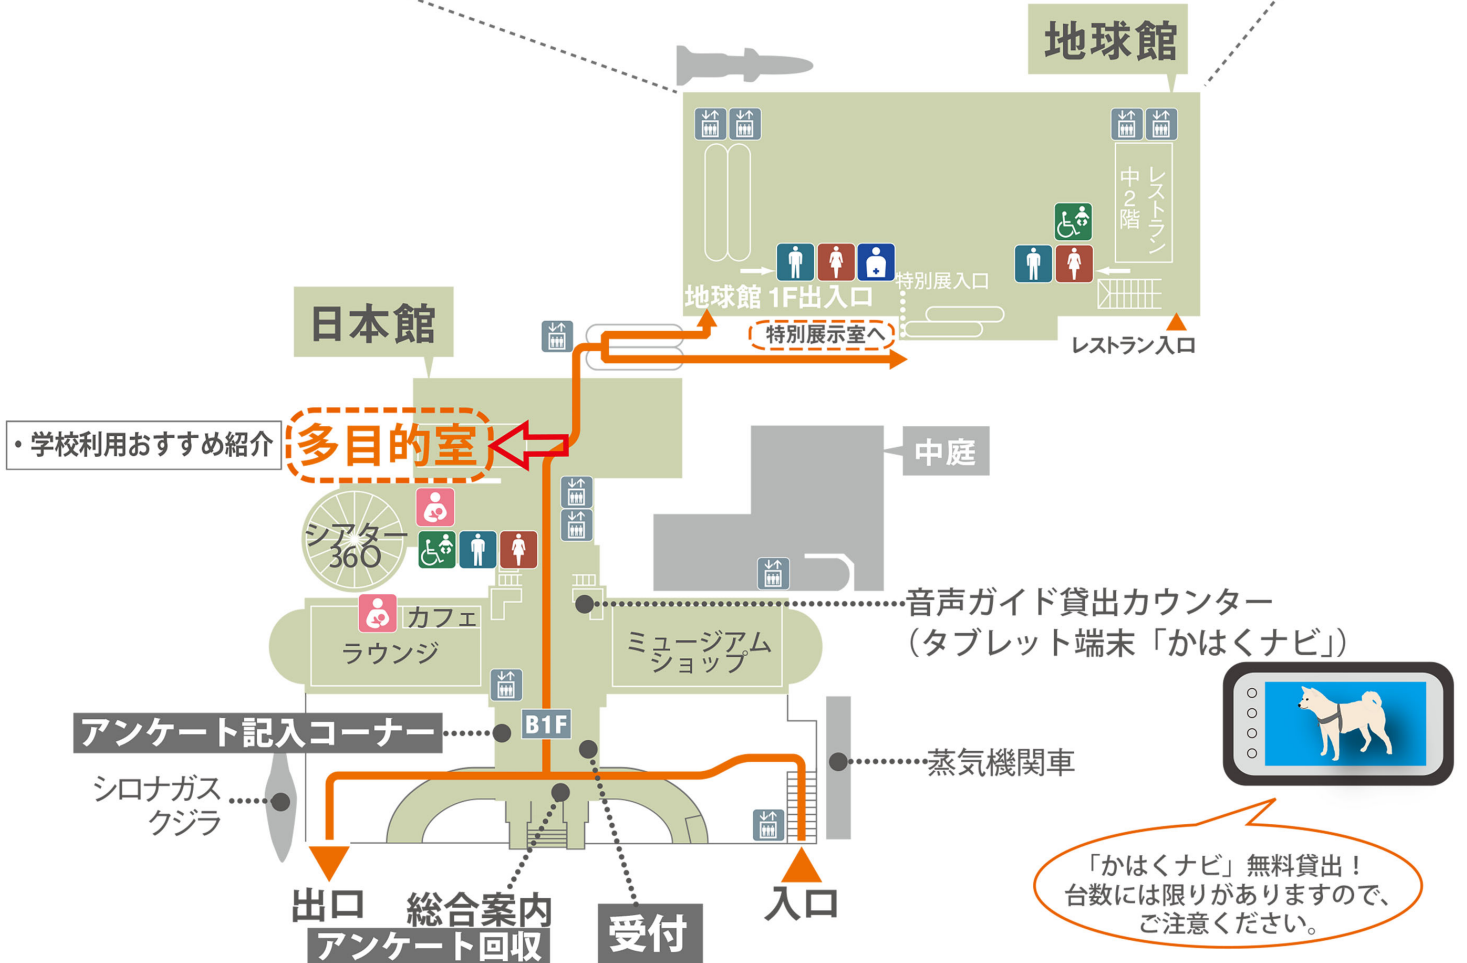 地球館
レストラン
中2階
特別展入口
地球館 1F出入口
特別展示室へ
レストラン入口
日本館
・学校利用おすすめ紹介
多目的室
中庭
シアター
360
カフェ
ラウンジ
ミュージアム
ショップ
音声ガイド貸出カウンター
（タブレット端末「かはくナビ」）
アンケート記入コーナー
B1F
シロナガス
クジラ
蒸気機関車
出口
総合案内
アンケート回収
受付
入口
「かはくナビ」無料貸出！
台数には限りがありますので、
ご注意ください。